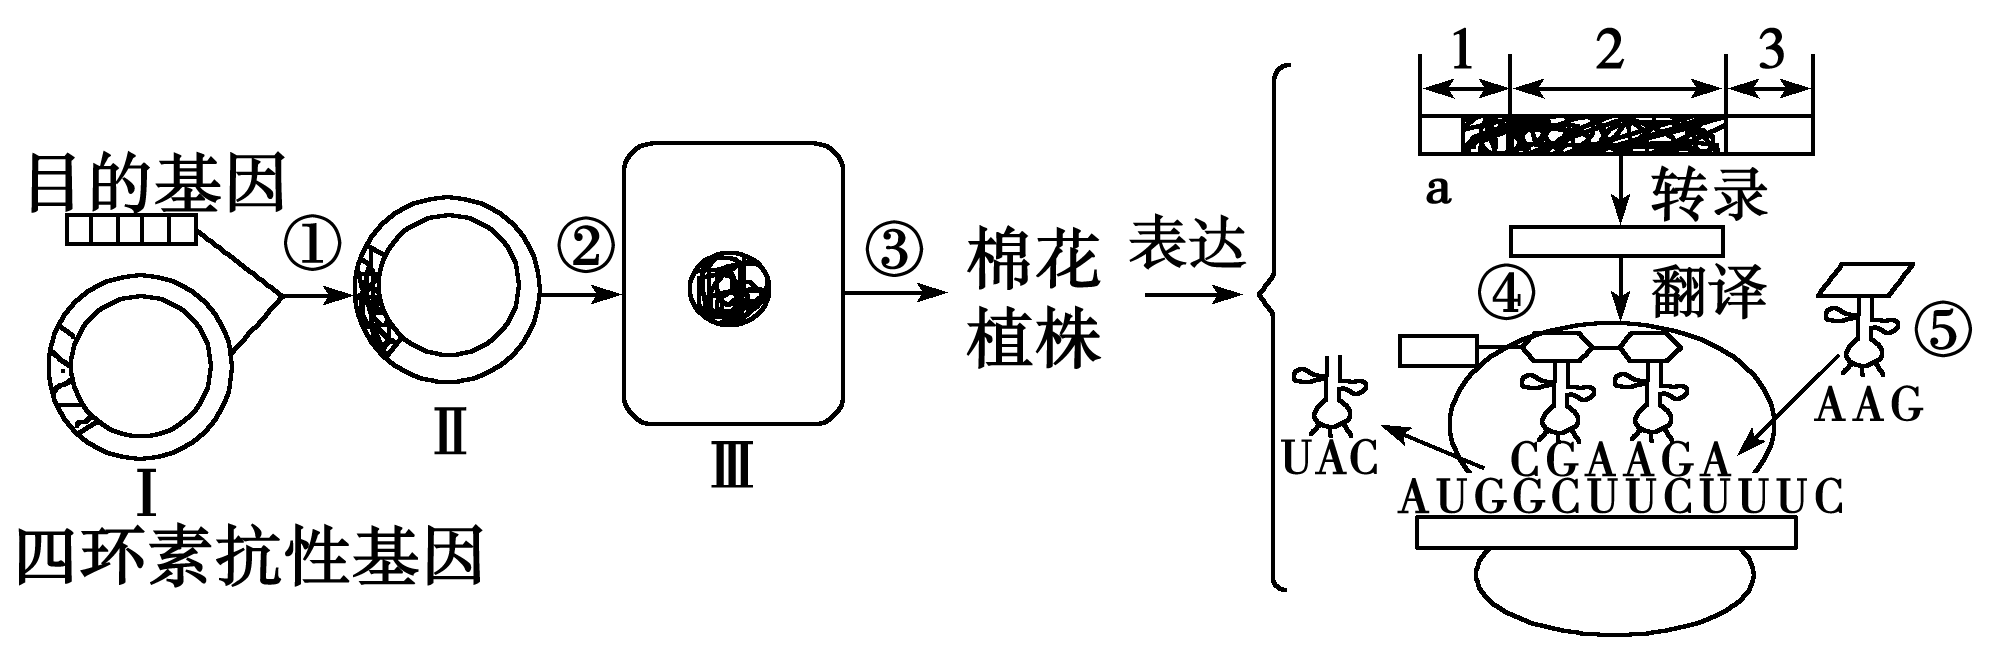 目的基因
①
②
③
Ⅰ
Ⅱ
Ⅲ
四环素抗性基因
棉花
植株
表达
1 2 3
a
转录
翻译
④
⑤
UAC
AAG
CGAAGA
AUGGCUUCUUUC